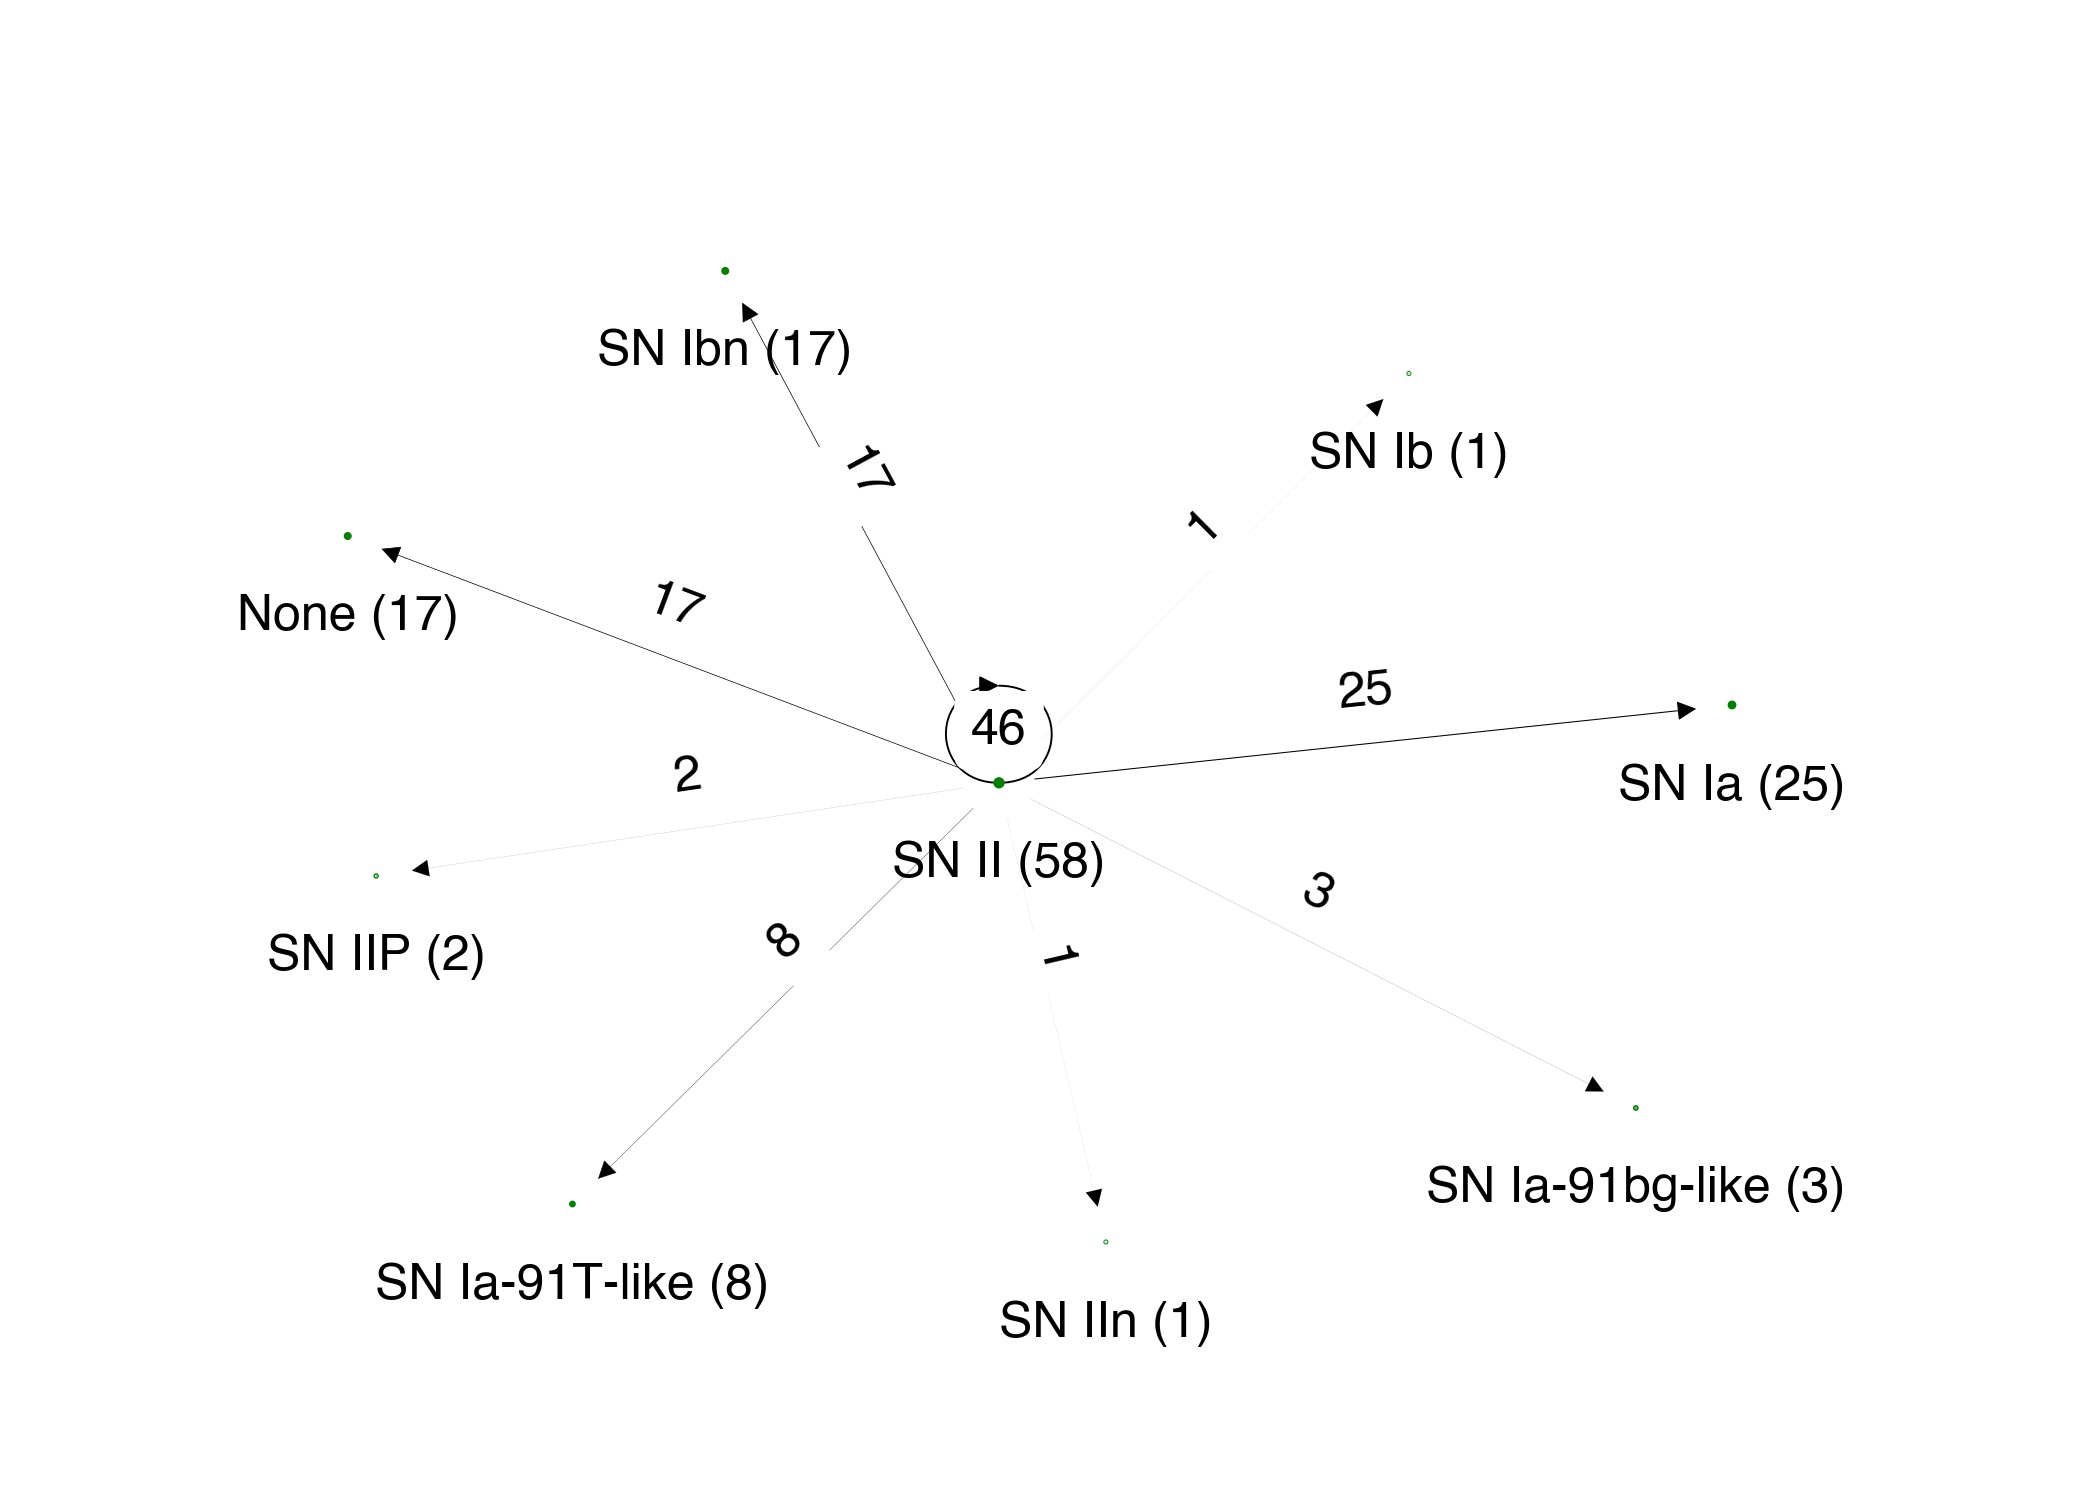 SN Ibn (17)
17
SN Ib (1)
1
None (17)
17
46
25
SN Ia (25)
2
SN II (58)
3
SN IIP (2)
8
1
SN Ia-91bg-like (3)
SN Ia-91T-like (8)
SN IIn (1)